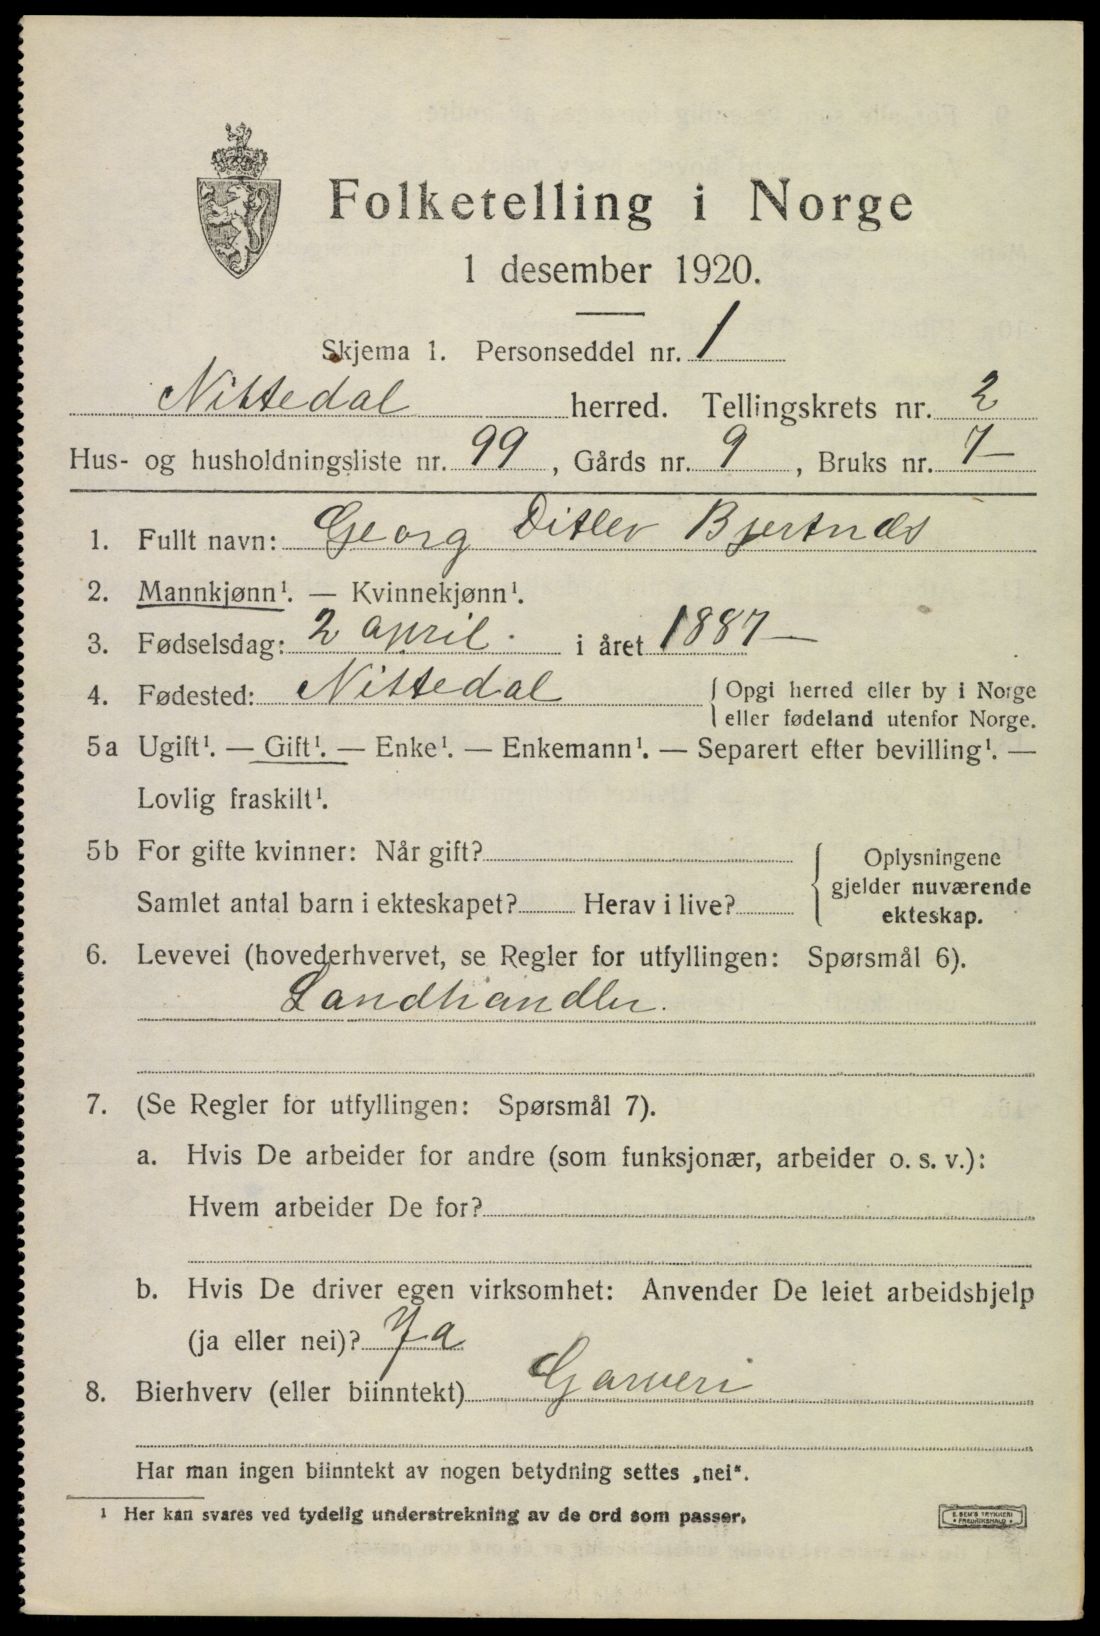 Folketelling i Norge
1 desember 1920.
Skjema 1. Personseddel nr. 1
Nittedal herred. Tellingskrets nr. 2
Hus- og husholdningsliste nr. 99, Gårds nr. 9, Bruks nr. 7
1. Fullt navn: Georg Ditlev Bjertnæs
2. Mannkjønn¹. — Kvinnekjønn¹.
3. Fødselsdag: 2 april. i året 1887
4. Fødested: Nittedal { Opgi herred eller by i Norge
eller fødeland utenfor Norge.
5a Ugift¹. — Gift¹. — Enke¹. — Enkemann¹. — Separert efter bevilling¹. —
Lovlig fraskilt¹.
5b For gifte kvinner: Når gift?
Samlet antal barn i ekteskapet? Herav i live?
{ Oplysningene
gjelder nuværende
ekteskap.
6. Levevei (hovederhvervet, se Regler for utfyllingen: Spørsmål 6).
Landhandler.
7. (Se Regler for utfyllingen: Spørsmål 7).
a. Hvis De arbeider for andre (som funksjonær, arbeider o. s. v.):
Hvem arbeider De for?
b. Hvis De driver egen virksomhet: Anvender De leiet arbeidshjelp
(ja eller nei)? Ja
8. Bierhverv (eller biinntekt) Garveri
Har man ingen biinntekt av nogen betydning settes „nei“.
¹ Her kan svares ved tydelig understrekning av de ord som passer.
E. SEM'S TRYKKERI
* FREDRIKSHALD *